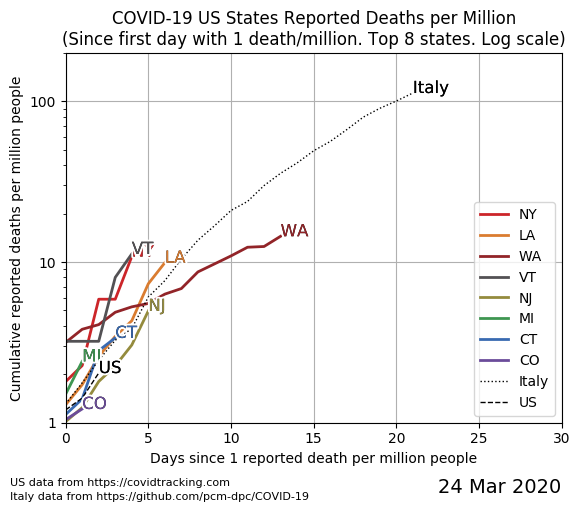 COVID-19 US States Reported Deaths per Million
(Since first day with 1 death/million. Top 8 states. Log scale)
Cumulative reported deaths per million people
100
10
1
Italy
WA
VT
LA
NJ
CT
MI
US
CO
NY
LA
WA
VT
NJ
MI
CT
CO
Italy
US
0 5 10 15 20 25 30
Days since 1 reported death per million people
US data from https://covidtracking.com
Italy data from https://github.com/pcm-dpc/COVID-19
24 Mar 2020